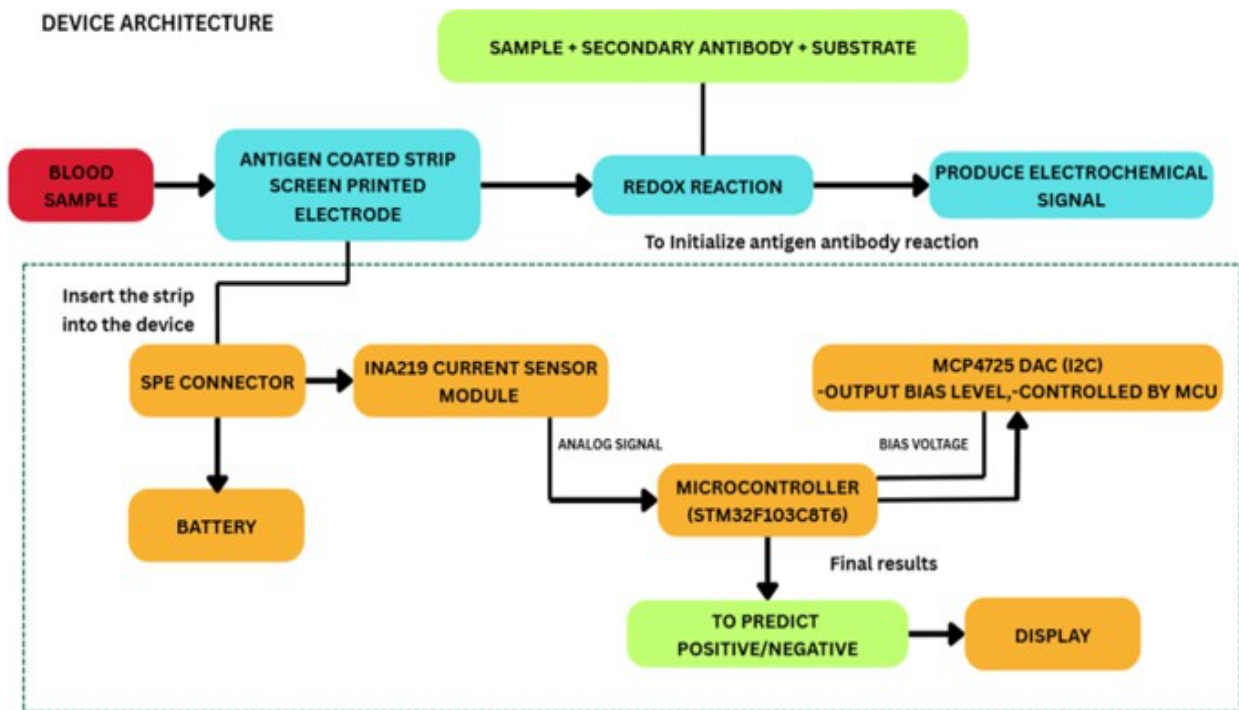 DEVICE ARCHITECTURE
SAMPLE + SECONDARY ANTIBODY + SUBSTRATE
BLOOD
SAMPLE
ANTIGEN COATED STRIP
SCREEN PRINTED
ELECTRODE
REDOX REACTION
PRODUCE ELECTROCHEMICAL
SIGNAL
To Initialize antigen antibody reaction
Insert the strip
into the device
SPE CONNECTOR
INA219 CURRENT SENSOR
MODULE
MCP4725 DAC (I2C)
-OUTPUT BIAS LEVEL,-CONTROLLED BY MCU
ANALOG SIGNAL
BIAS VOLTAGE
MICROCONTROLLER
(STM32F103C8T6)
BATTERY
Final results
TO PREDICT
POSITIVE/NEGATIVE
DISPLAY